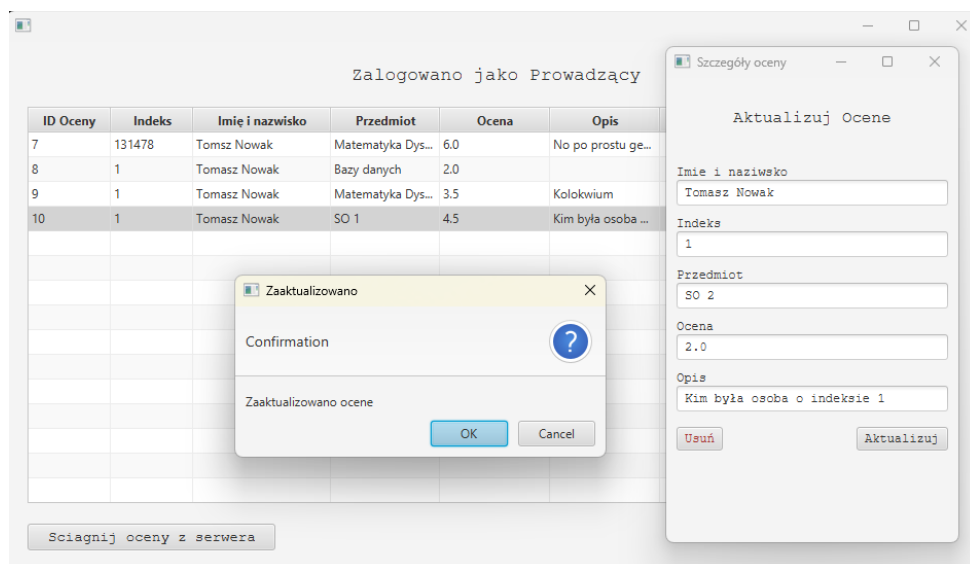 Zalogowano jako Prowadzący
ID Oceny Indeks Imię i nazwisko Przedmiot Ocena Opis
7 131478 Tomsz Nowak Matematyka Dys... 6.0 No po prostu ge...
8 1 Tomasz Nowak Bazy danych 2.0
9 1 Tomasz Nowak Matematyka Dys... 3.5 Kolokwium
10 1 Tomasz Nowak SO 1 4.5 Kim była osoba ...
Sciagnij oceny z serwera
Zaaktualizowano
Confirmation
?
Zaaktualizowano ocene
OK Cancel
Szczegóły oceny
Aktualizuj Ocene
Imie i naziwsko
Tomasz Nowak
Indeks
1
Przedmiot
SO 2
Ocena
2.0
Opis
Kim była osoba o indeksie 1
Usuń Aktualizuj